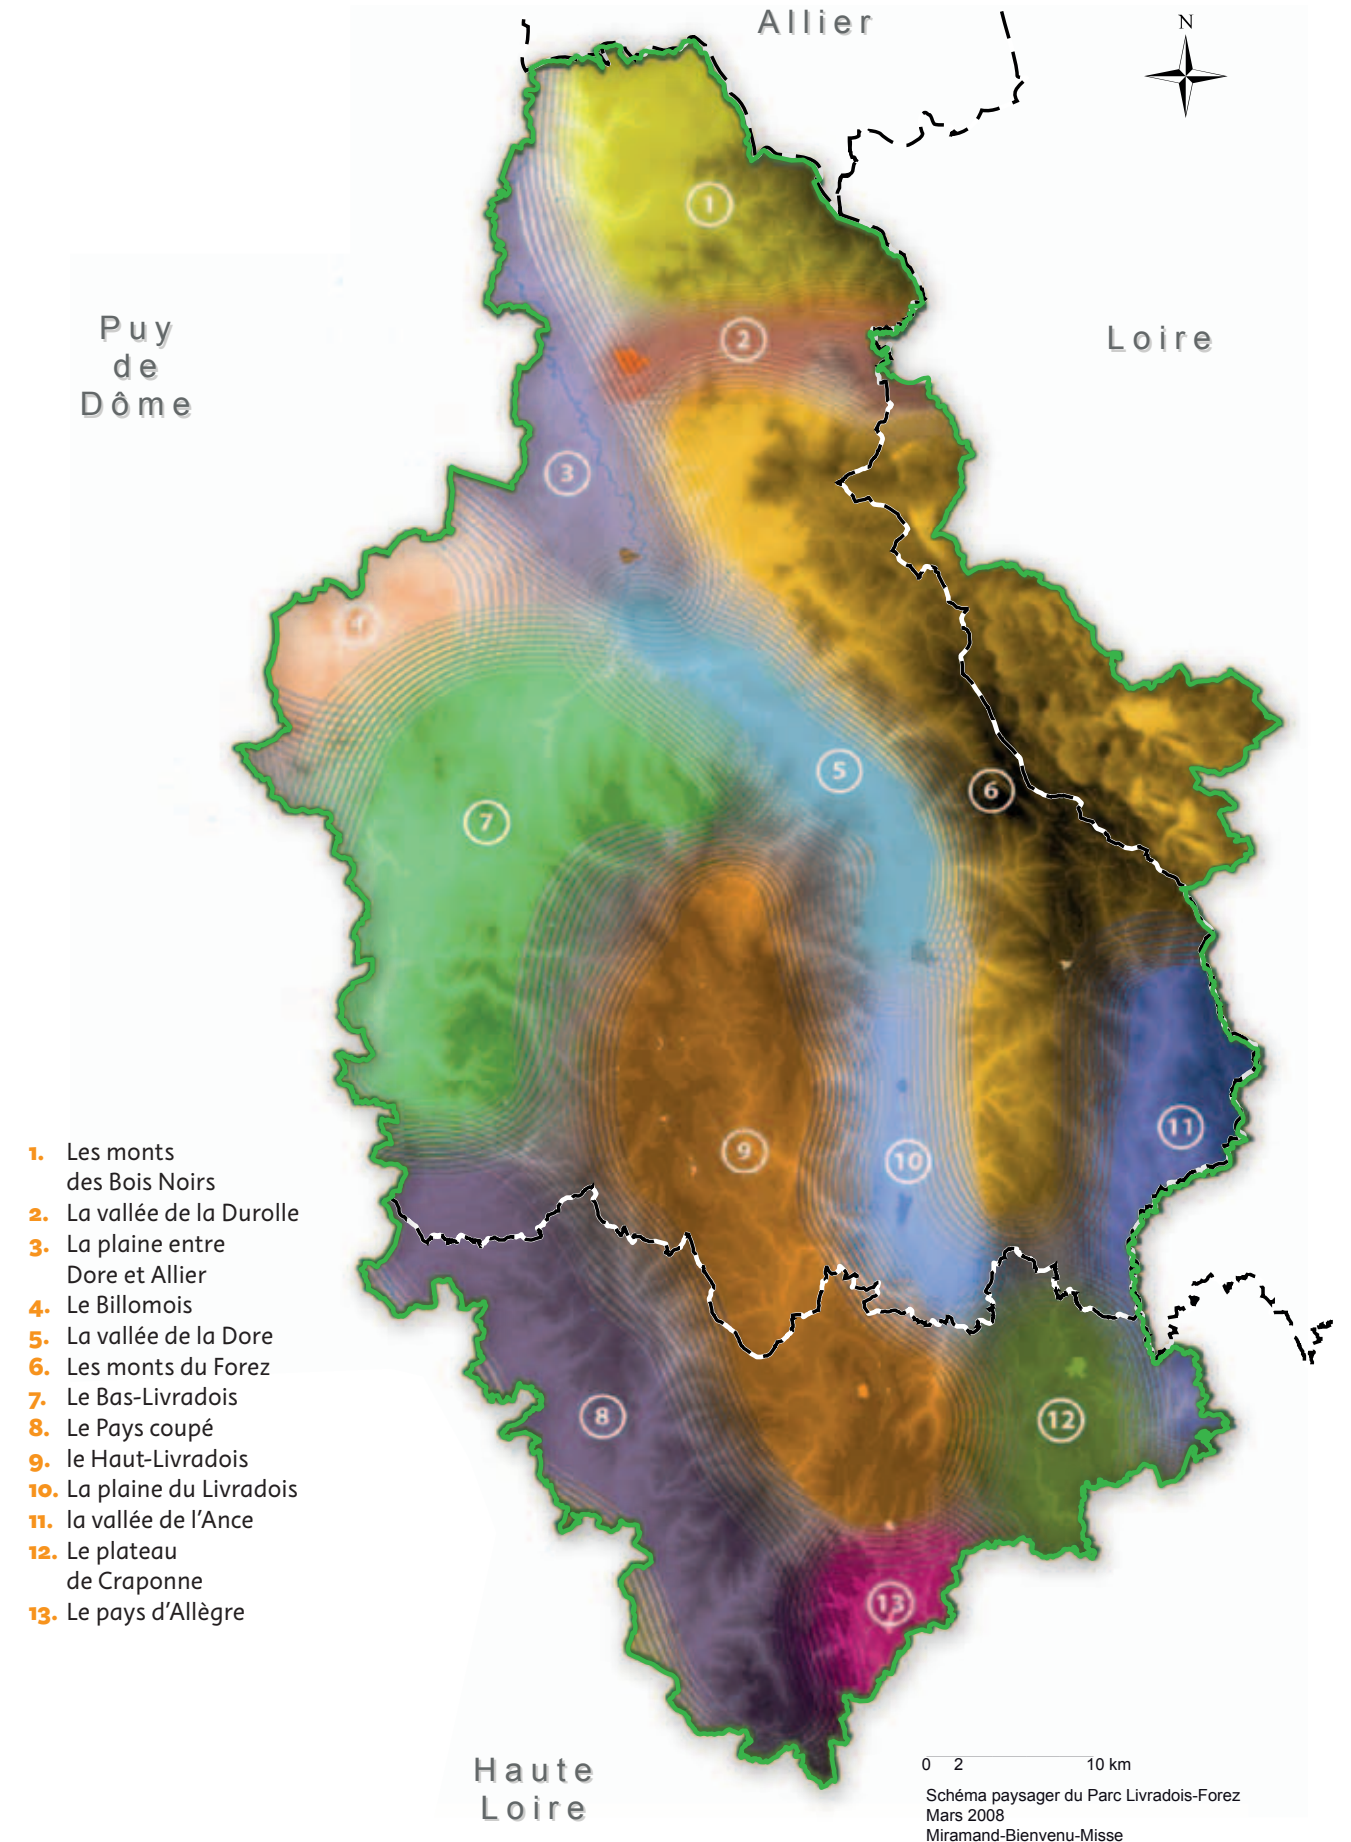 Allier
N
Puy
de
Dôme
Loire
1
2
3
4
5
6
7
8
9
10
11
12
13
1. Les monts
des Bois Noirs
2. La vallée de la Durolle
3. La plaine entre
Dore et Allier
4. Le Billomois
5. La vallée de la Dore
6. Les monts du Forez
7. Le Bas-Livradois
8. Le Pays coupé
9. le Haut-Livradois
10. La plaine du Livradois
11. la vallée de l'Ance
12. Le plateau
de Craponne
13. Le pays d'Allègre
Haute
Loire
0 2 10 km
Schéma paysager du Parc Livradois-Forez
Mars 2008
Miramand-Bienvenu-Misse